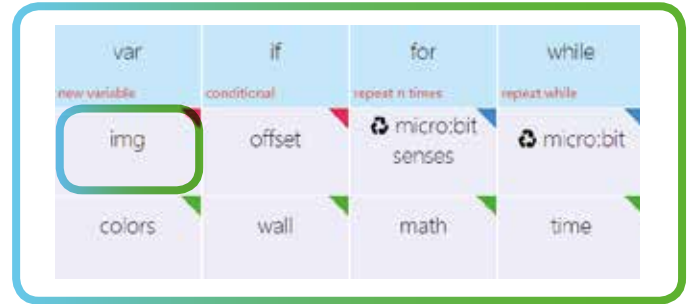 var if for while
new variable conditional repeat n times repeat while
img offset ♻ micro:bit senses ♻ micro:bit
colors wall math time